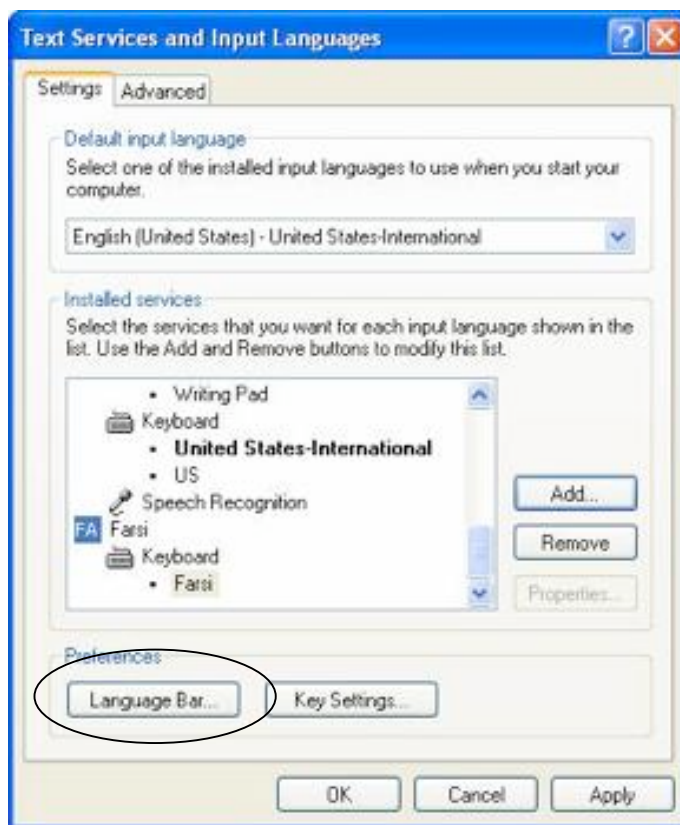 Text Services and Input Languages
Settings Advanced
Default input language
Select one of the installed input languages to use when you start your
computer.
English (United States) - United States-International
Installed services
Select the services that you want for each input language shown in the
list. Use the Add and Remove buttons to modify this list.
• Writing Pad
Keyboard
• United States-International
• US
Speech Recognition
FA Farsi
Keyboard
• Farsi
Add...
Remove
Properties...
Preferences
Language Bar... Key Settings...
OK Cancel Apply